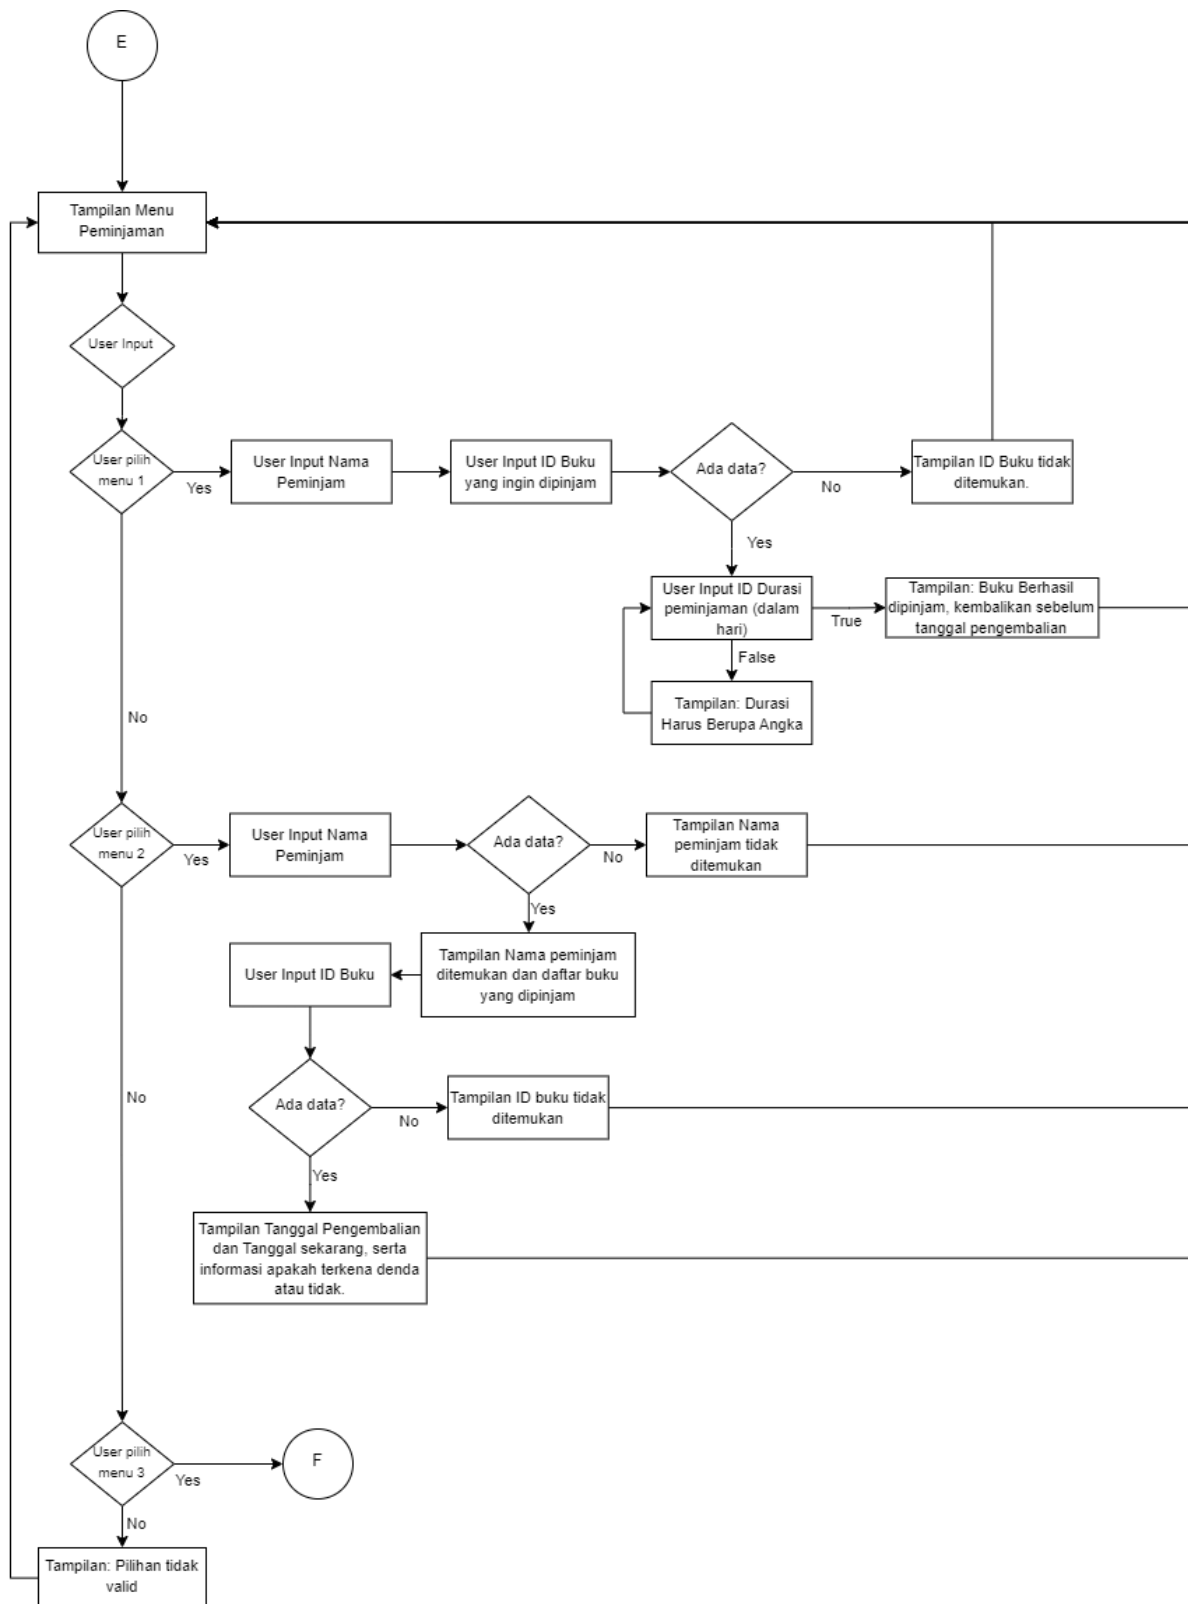 E
Tampilan Menu
Peminjaman
User Input
User pilih
menu 1
Yes
User Input Nama
Peminjam
User Input ID Buku
yang ingin dipinjam
Ada data?
No
Tampilan ID Buku tidak
ditemukan.
Yes
User Input ID Durasi
peminjaman (dalam
hari)
True
Tampilan: Buku Berhasil
dipinjam, kembalikan sebelum
tanggal pengembalian
False
Tampilan: Durasi
Harus Berupa Angka
No
User pilih
menu 2
Yes
User Input Nama
Peminjam
Ada data?
No
Tampilan Nama
peminjam tidak
ditemukan
Yes
Tampilan Nama peminjam
ditemukan dan daftar buku
yang dipinjam
User Input ID Buku
Ada data?
No
Tampilan ID buku tidak
ditemukan
Yes
Tampilan Tanggal Pengembalian
dan Tanggal sekarang, serta
informasi apakah terkena denda
atau tidak.
No
User pilih
menu 3
Yes
F
No
Tampilan: Pilihan tidak
valid